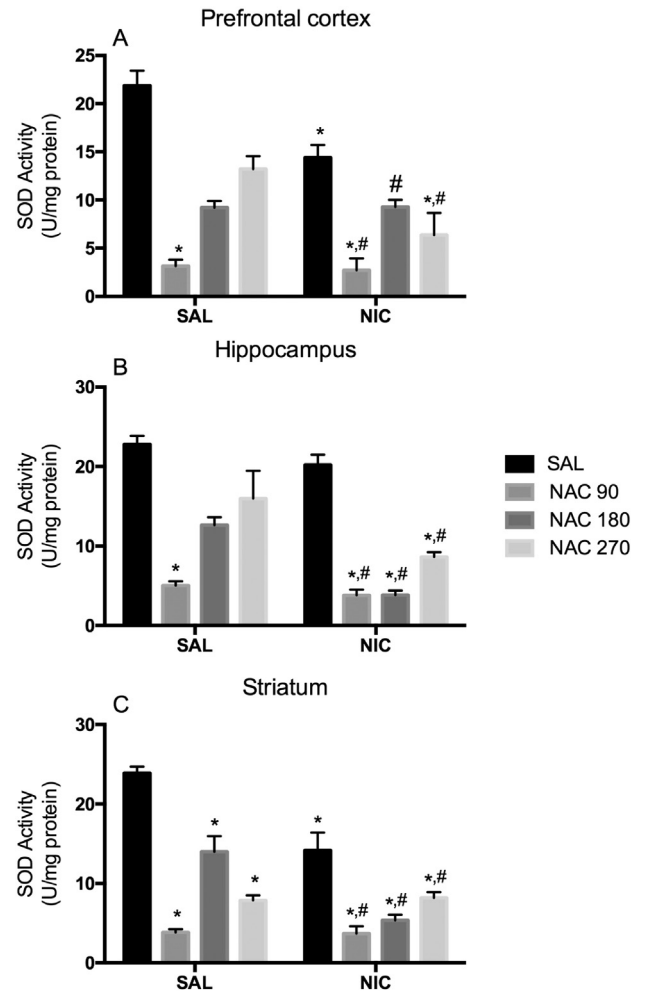 Prefrontal cortex
A
SOD Activity
(U/mg protein)
25
20
15
10
5
0
*
*
*,#
#
*,#
SAL
NIC
Hippocampus
B
SOD Activity
(U/mg protein)
30
20
10
0
*
*,#
*,#
*,#
SAL
NIC
SAL
NAC 90
NAC 180
NAC 270
Striatum
C
SOD Activity
(U/mg protein)
30
20
10
0
*
*
*
*
*,#
*,#
*,#
SAL
NIC